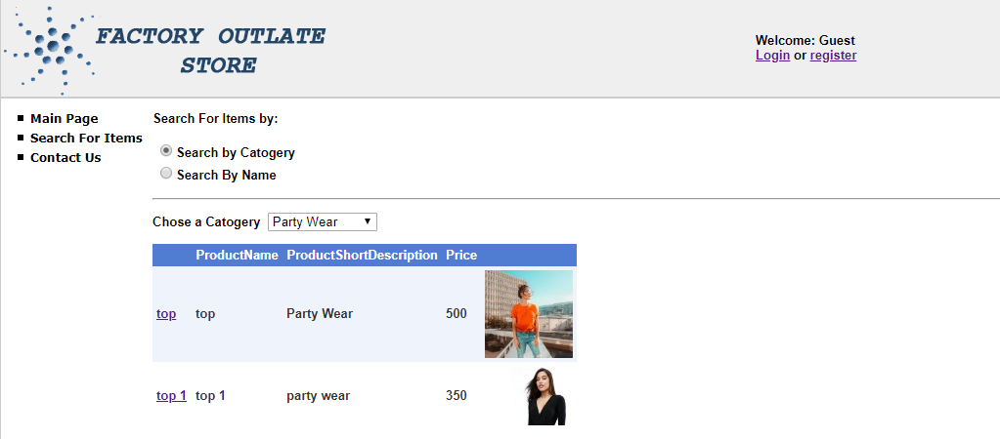 FACTORY OUTLATE
STORE
Welcome: Guest
Login or register
Main Page
Search For Items
Contact Us
Search For Items by:
Search by Catogery
Search By Name
Chose a Catogery Party Wear
ProductName ProductShortDescription Price
top top Party Wear 500
top 1 top 1 party wear 350